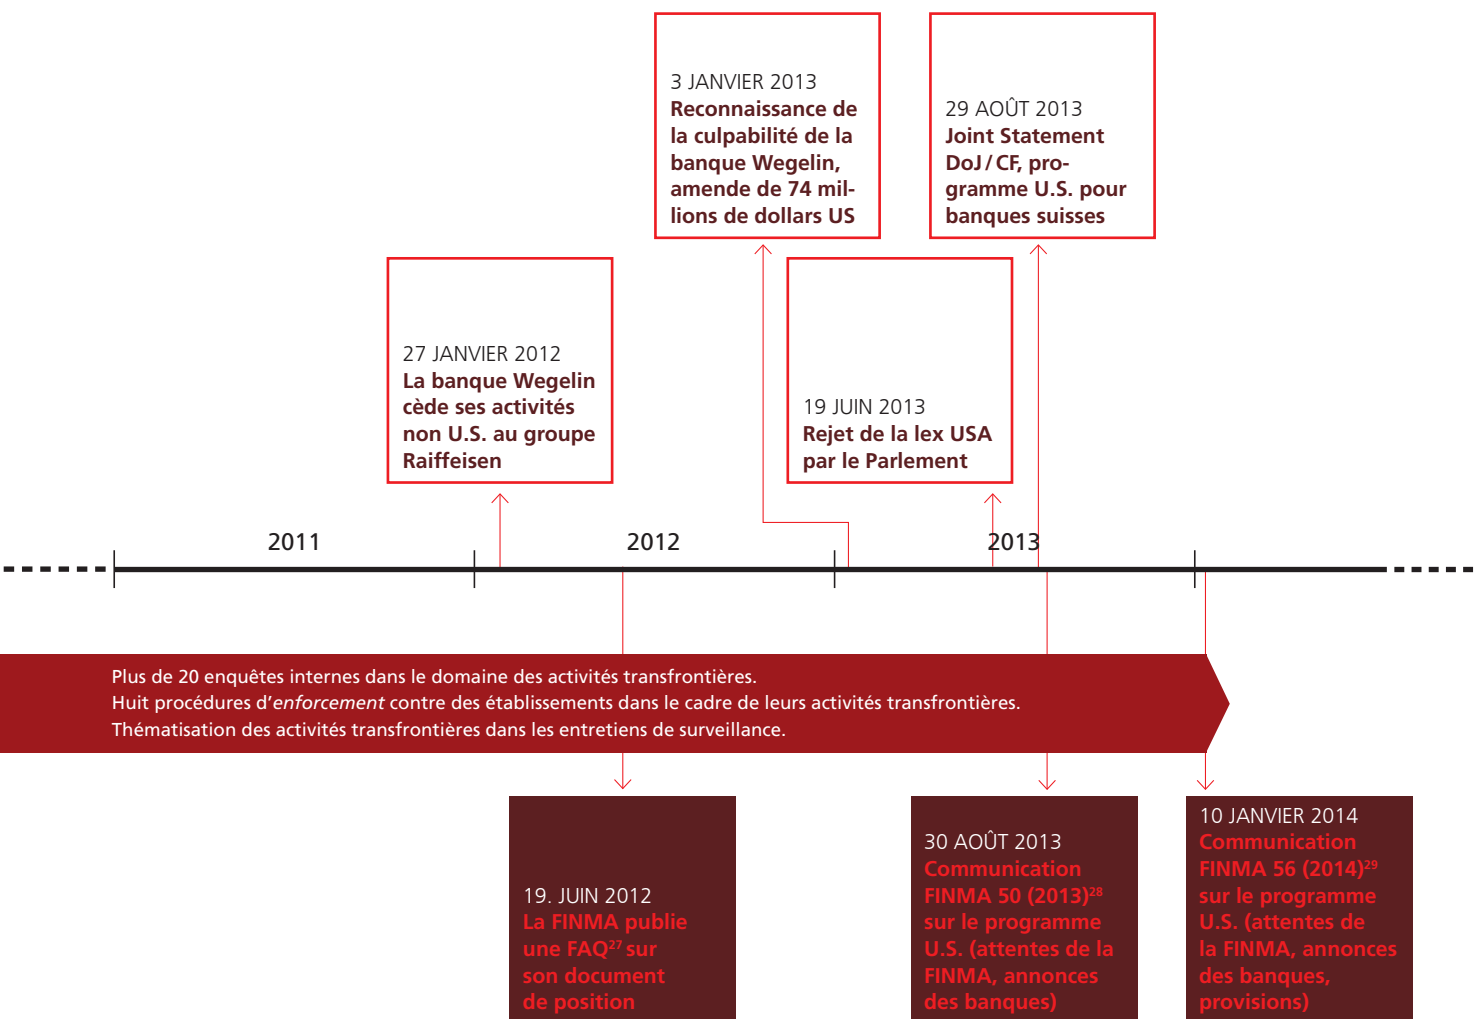 3 JANVIER 2013
Reconnaissance de
la culpabilité de la
banque Wegelin,
amende de 74 mil-
lions de dollars US
29 AOÛT 2013
Joint Statement
DoJ / CF, pro-
gramme U.S. pour
banques suisses
27 JANVIER 2012
La banque Wegelin
cède ses activités
non U.S. au groupe
Raiffeisen
19 JUIN 2013
Rejet de la lex USA
par le Parlement
2011
2012
2013
Plus de 20 enquêtes internes dans le domaine des activités transfrontières.
Huit procédures d’enforcement contre des établissements dans le cadre de leurs activités transfrontières.
Thématisation des activités transfrontières dans les entretiens de surveillance.
19. JUIN 2012
La FINMA publie
une FAQ²⁷ sur
son document
de position
30 AOÛT 2013
Communication
FINMA 50 (2013)²⁸
sur le programme
U.S. (attentes de la
FINMA, annonces
des banques)
10 JANVIER 2014
Communication
FINMA 56 (2014)²⁹
sur le programme
U.S. (attentes de
la FINMA, annonces
des banques,
provisions)